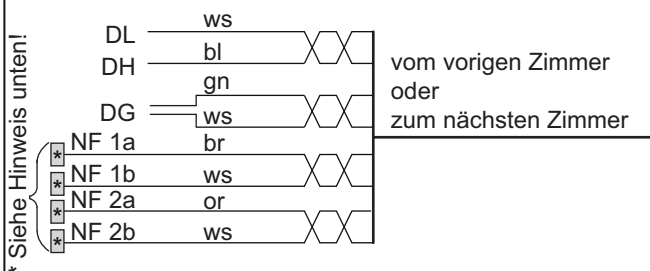 * Siehe Hinweis unten!
DL ws
DH bl
gn
DG
ws
* NF 1a br
* NF 1b ws
* NF 2a or
* NF 2b ws
vom vorigen Zimmer
oder
zum nächsten Zimmer